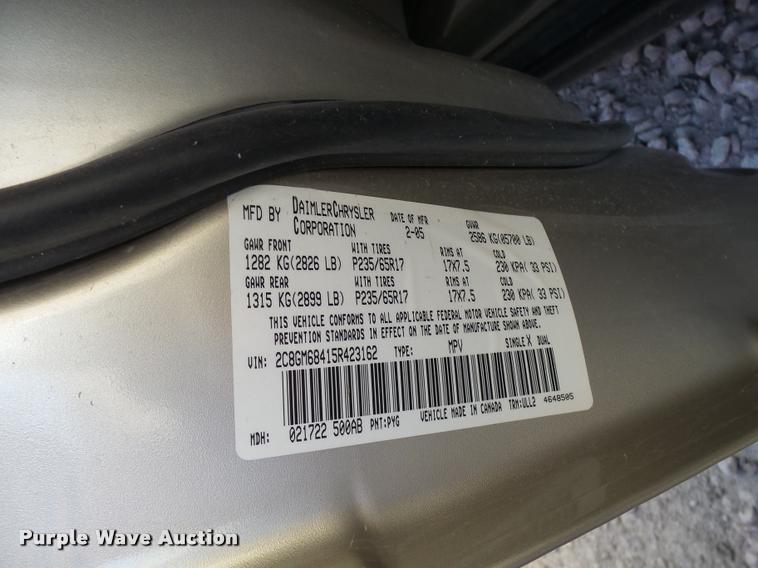 MFD BY DAIMLERCHRYSLER CORPORATION DATE OF MFR 2-05 GVWR 2586 KG(05700 LB)
GAWR FRONT WITH TIRES RIMS AT COLD
1282 KG(2826 LB) P235/65R17 17X7.5 230 KPA( 33 PSI)
GAWR REAR WITH TIRES RIMS AT COLD
1315 KG(2899 LB) P235/65R17 17X7.5 230 KPA( 33 PSI)
THIS VEHICLE CONFORMS TO ALL APPLICABLE FEDERAL MOTOR VEHICLE SAFETY AND THEFT
PREVENTION STANDARDS IN EFFECT ON THE DATE OF MANUFACTURE SHOWN ABOVE.
VIN: 2C8GM68415R423162 TYPE: MPV SINGLE X DUAL
MDH: 021722 500AB PNT:PYG VEHICLE MADE IN CANADA TRM:ULL2 4648505
Purple Wave Auction